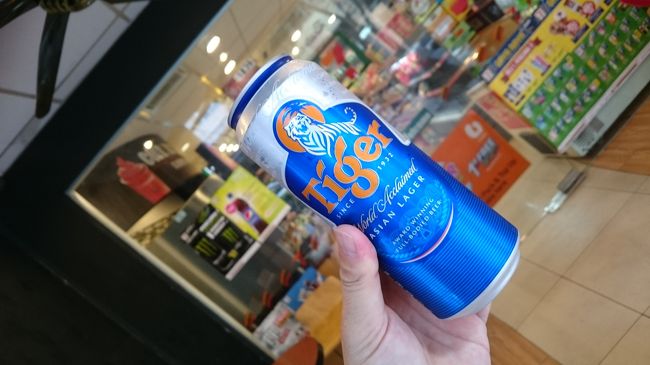 Tiger
SINCE 1932
World Acclaimed
ASIAN LAGER
AWARD WINNING
FULL BODIED BEER